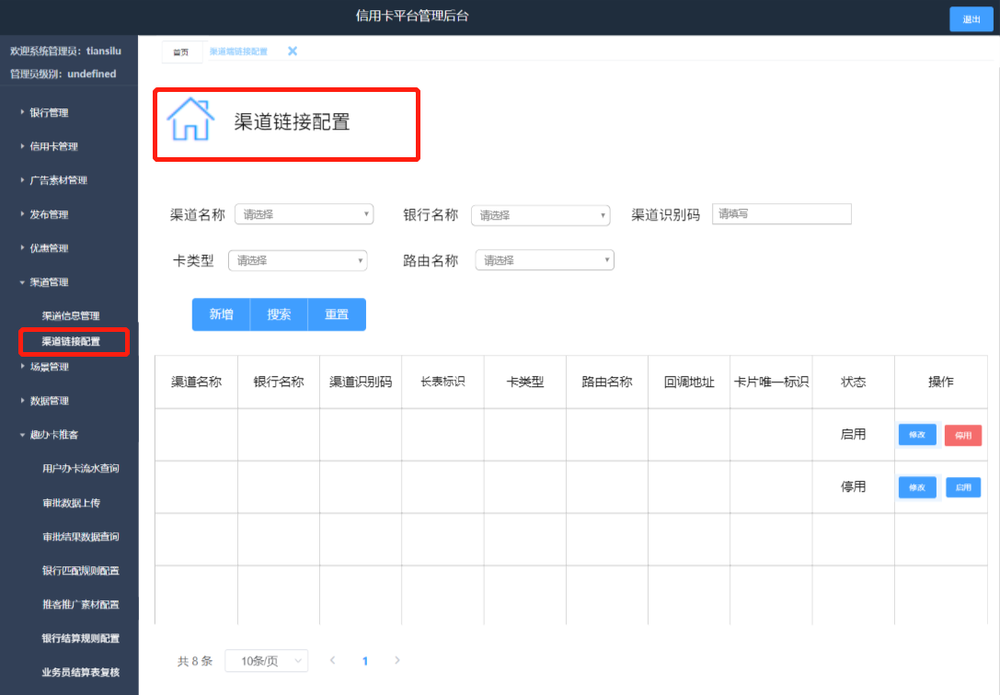 信用卡平台管理后台
退出
欢迎系统管理员：tiansilu
管理员级别：undefined
首页 渠道端链接配置
银行管理
信用卡管理
广告素材管理
发布管理
优惠管理
渠道管理
渠道信息管理
渠道链接配置
场景管理
数据管理
趣办卡推客
用户办卡流水查询
审批数据上传
审批结果数据查询
银行匹配规则配置
推客推广素材配置
银行结算规则配置
业务员结算表复核
渠道链接配置
渠道名称 请选择 银行名称 请选择 渠道识别码 请填写
卡类型 请选择 路由名称 请选择
新增 搜索 重置
渠道名称 银行名称 渠道识别码 长表标识 卡类型 路由名称 回调地址 卡片唯一标识 状态 操作
启用 修改 停用
停用 修改 启用
共 8 条 10条/页 1